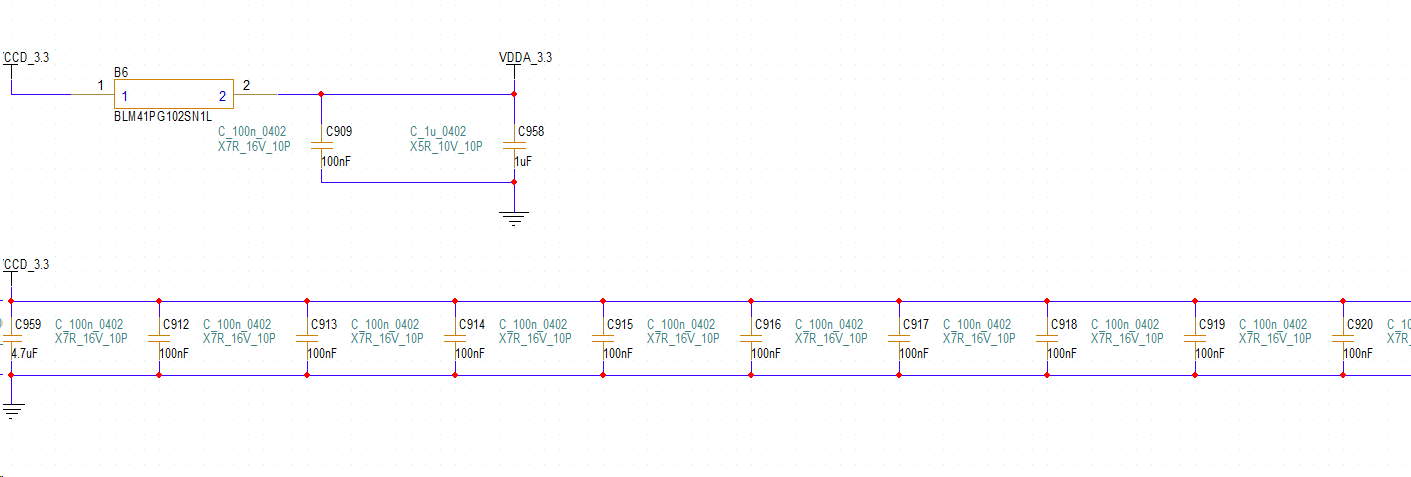 CCD_3.3
VDDA_3.3
B6
1
2
1
2
BLM41PG102SN1L
C_100n_0402
X7R_16V_10P
C909
100nF
C_1u_0402
X5R_10V_10P
C958
1uF
CCD_3.3
C959
4.7uF
C_100n_0402
X7R_16V_10P
C912
100nF
C_100n_0402
X7R_16V_10P
C913
100nF
C_100n_0402
X7R_16V_10P
C914
100nF
C_100n_0402
X7R_16V_10P
C915
100nF
C_100n_0402
X7R_16V_10P
C916
100nF
C_100n_0402
X7R_16V_10P
C917
100nF
C_100n_0402
X7R_16V_10P
C918
100nF
C_100n_0402
X7R_16V_10P
C919
100nF
C_100n_0402
X7R_16V_10P
C920
100nF
C_10
X7R_